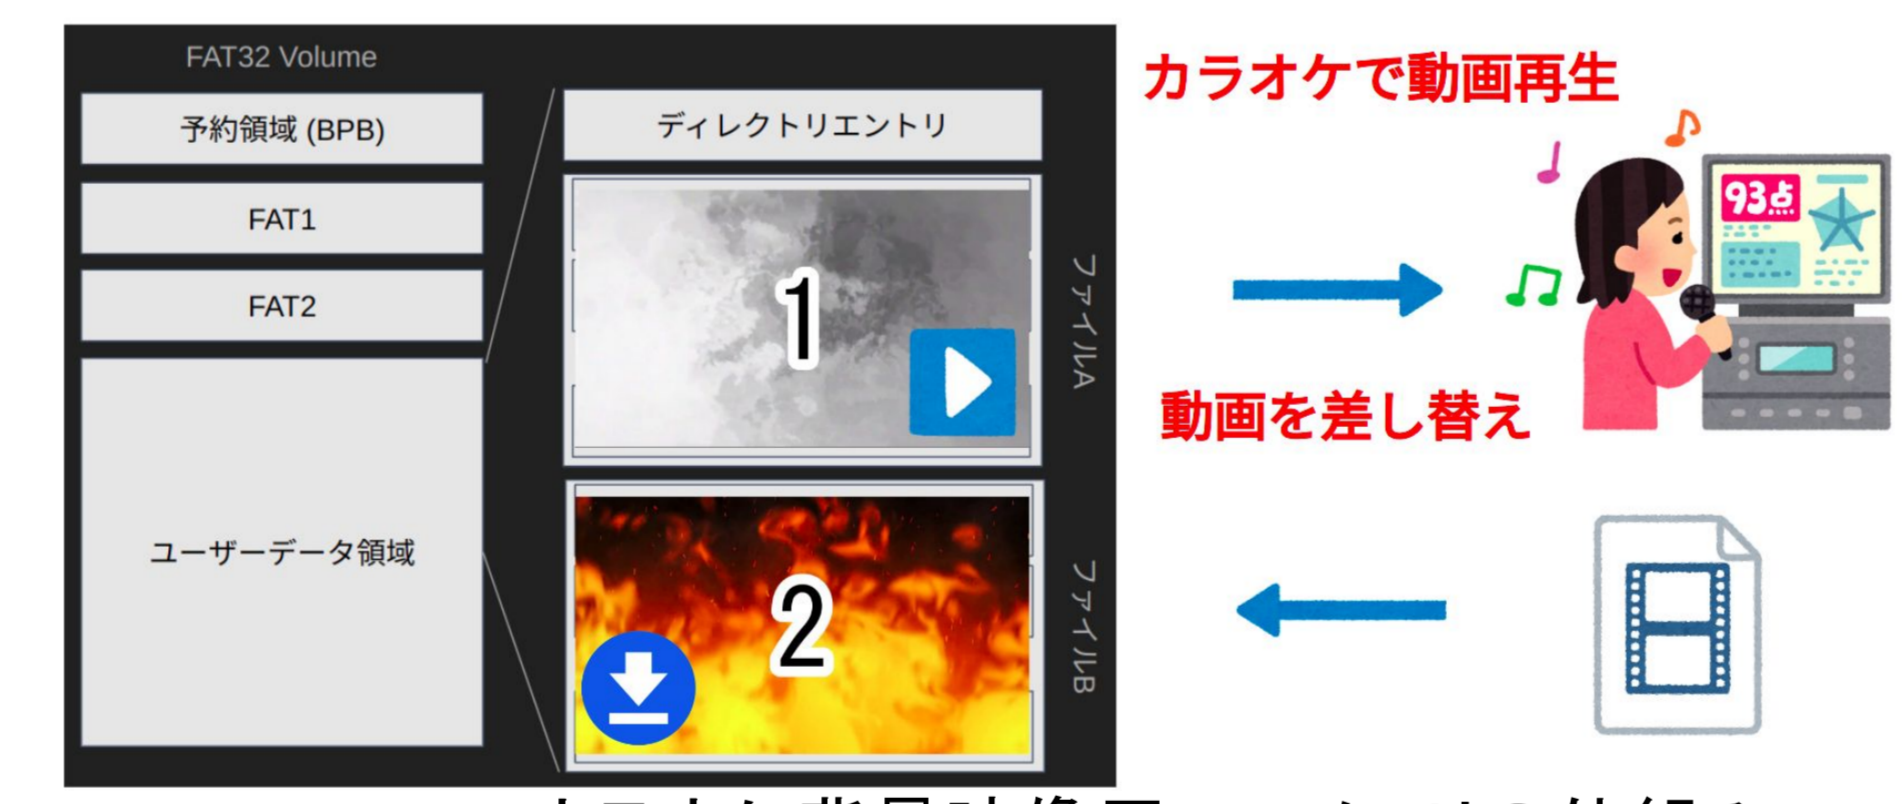 FAT32 Volume
予約領域 (BPB)
FAT1
FAT2
ユーザーデータ領域
ディレクトリエントリ
1
ファイルA
2
ファイルB
カラオケで動画再生
93点
動画を差し替え